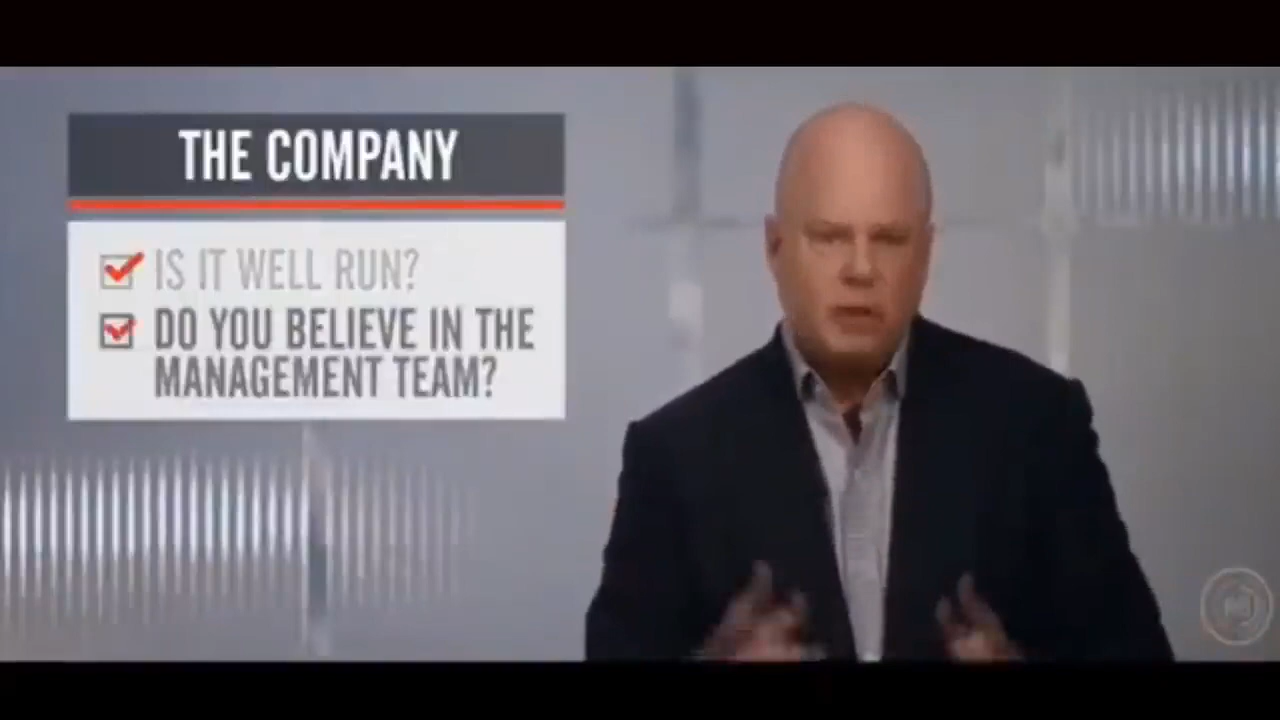 THE COMPANY
IS IT WELL RUN?
DO YOU BELIEVE IN THE
MANAGEMENT TEAM?